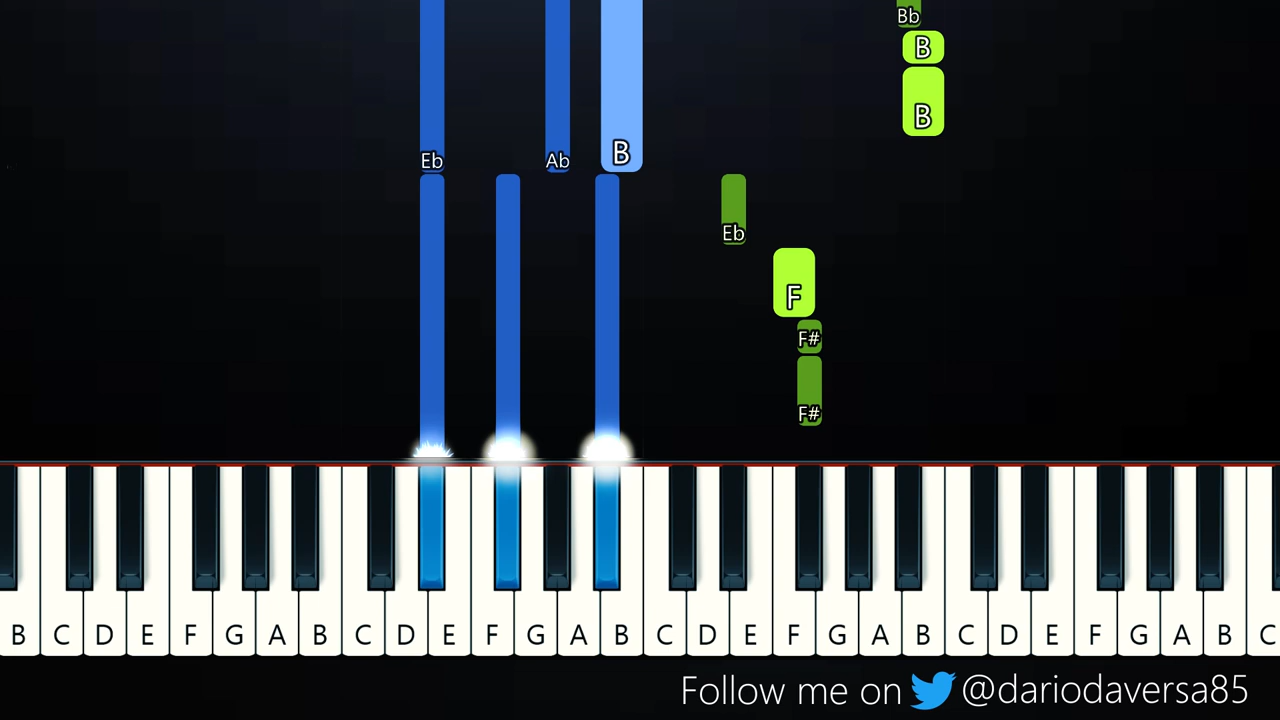 Bb
B
B
Eb Ab B
Eb
F
F#
F#
B C D E F G A B C D E F G A B C D E F G A B C D E F G A B C
Follow me on @dariodaversa85